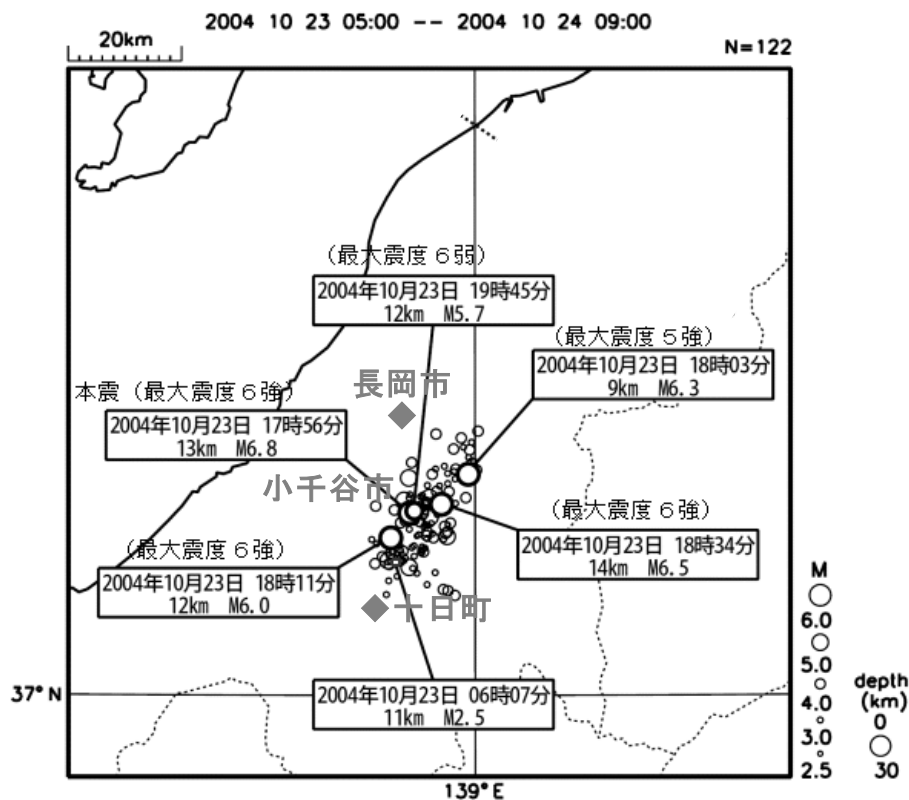 2004 10 23 05:00 -- 2004 10 24 09:00
20km
N=122
(最大震度６弱)
2004年10月23日 19時45分
12km M5.7
(最大震度５強)
2004年10月23日 18時03分
9km M6.3
長岡市
本震 (最大震度６強)
2004年10月23日 17時56分
13km M6.8
小千谷市
(最大震度６強)
2004年10月23日 18時34分
14km M6.5
(最大震度６強)
2004年10月23日 18時11分
12km M6.0
十日町
2004年10月23日 06時07分
11km M2.5
37°N
139°E
M
6.0
5.0
4.0
3.0
2.5
depth
(km)
0
30